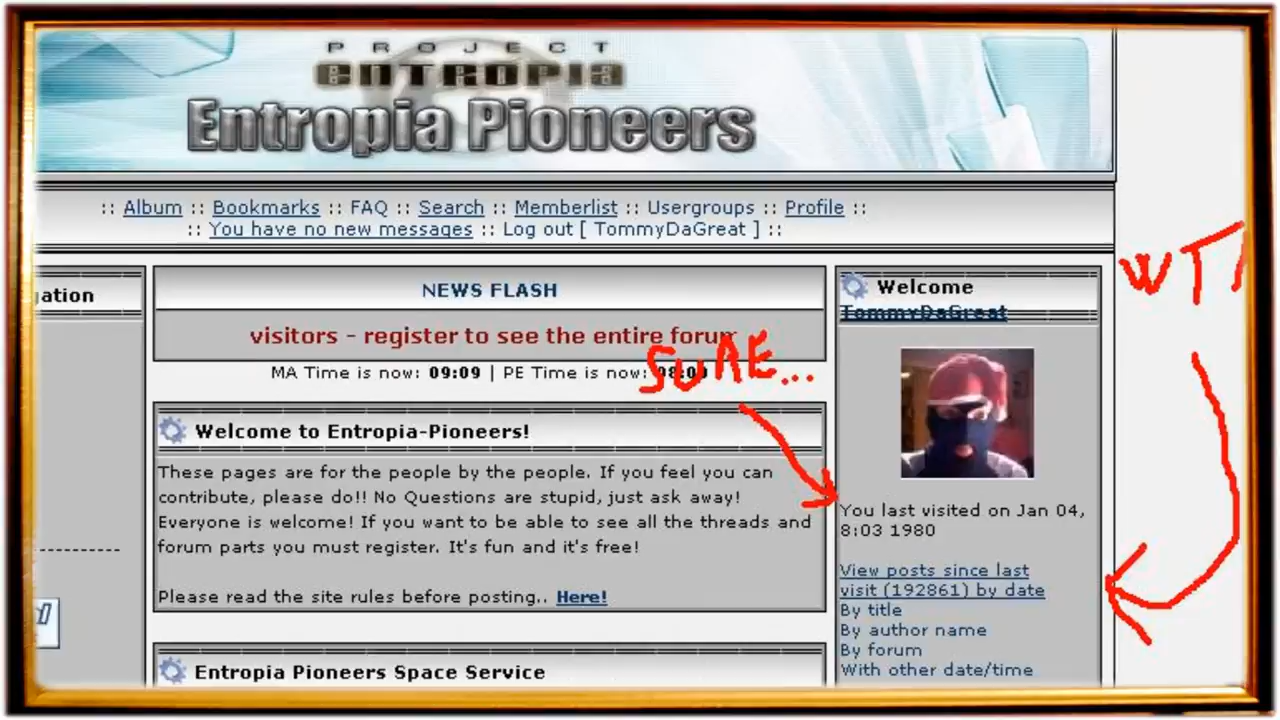 PROJECT
entropia
Entropia Pioneers
:: Album :: Bookmarks :: FAQ :: Search :: Memberlist :: Usergroups :: Profile ::
:: You have no new messages :: Log out [ TommyDaGreat ] ::
gation
NEWS FLASH
visitors - register to see the entire forum
MA Time is now: 09:09 | PE Time is now: 08:09
SURE...
Welcome to Entropia-Pioneers!
These pages are for the people by the people. If you feel you can
contribute, please do!! No Questions are stupid, just ask away!
Everyone is welcome! If you want to be able to see all the threads and
forum parts you must register. It's fun and it's free!
Please read the site rules before posting.. Here!
Entropia Pioneers Space Service
Welcome
TommyDaGreat
You last visited on Jan 04,
8:03 1980
View posts since last
visit (192861) by date
By title
By author name
By forum
With other date/time